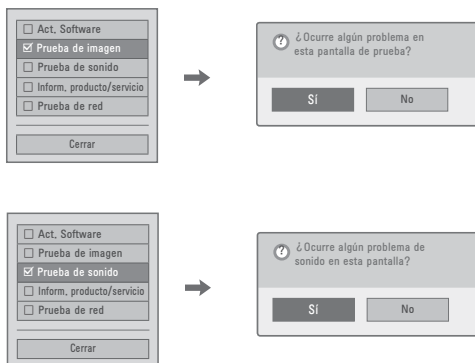 Act. Software
Prueba de imagen
Prueba de sonido
Inform. producto/servicio
Prueba de red
Cerrar
? ¿Ocurre algún problema en
esta pantalla de prueba?
Sí No
Act. Software
Prueba de imagen
Prueba de sonido
Inform. producto/servicio
Prueba de red
Cerrar
? ¿Ocurre algún problema de
sonido en esta pantalla?
Sí No